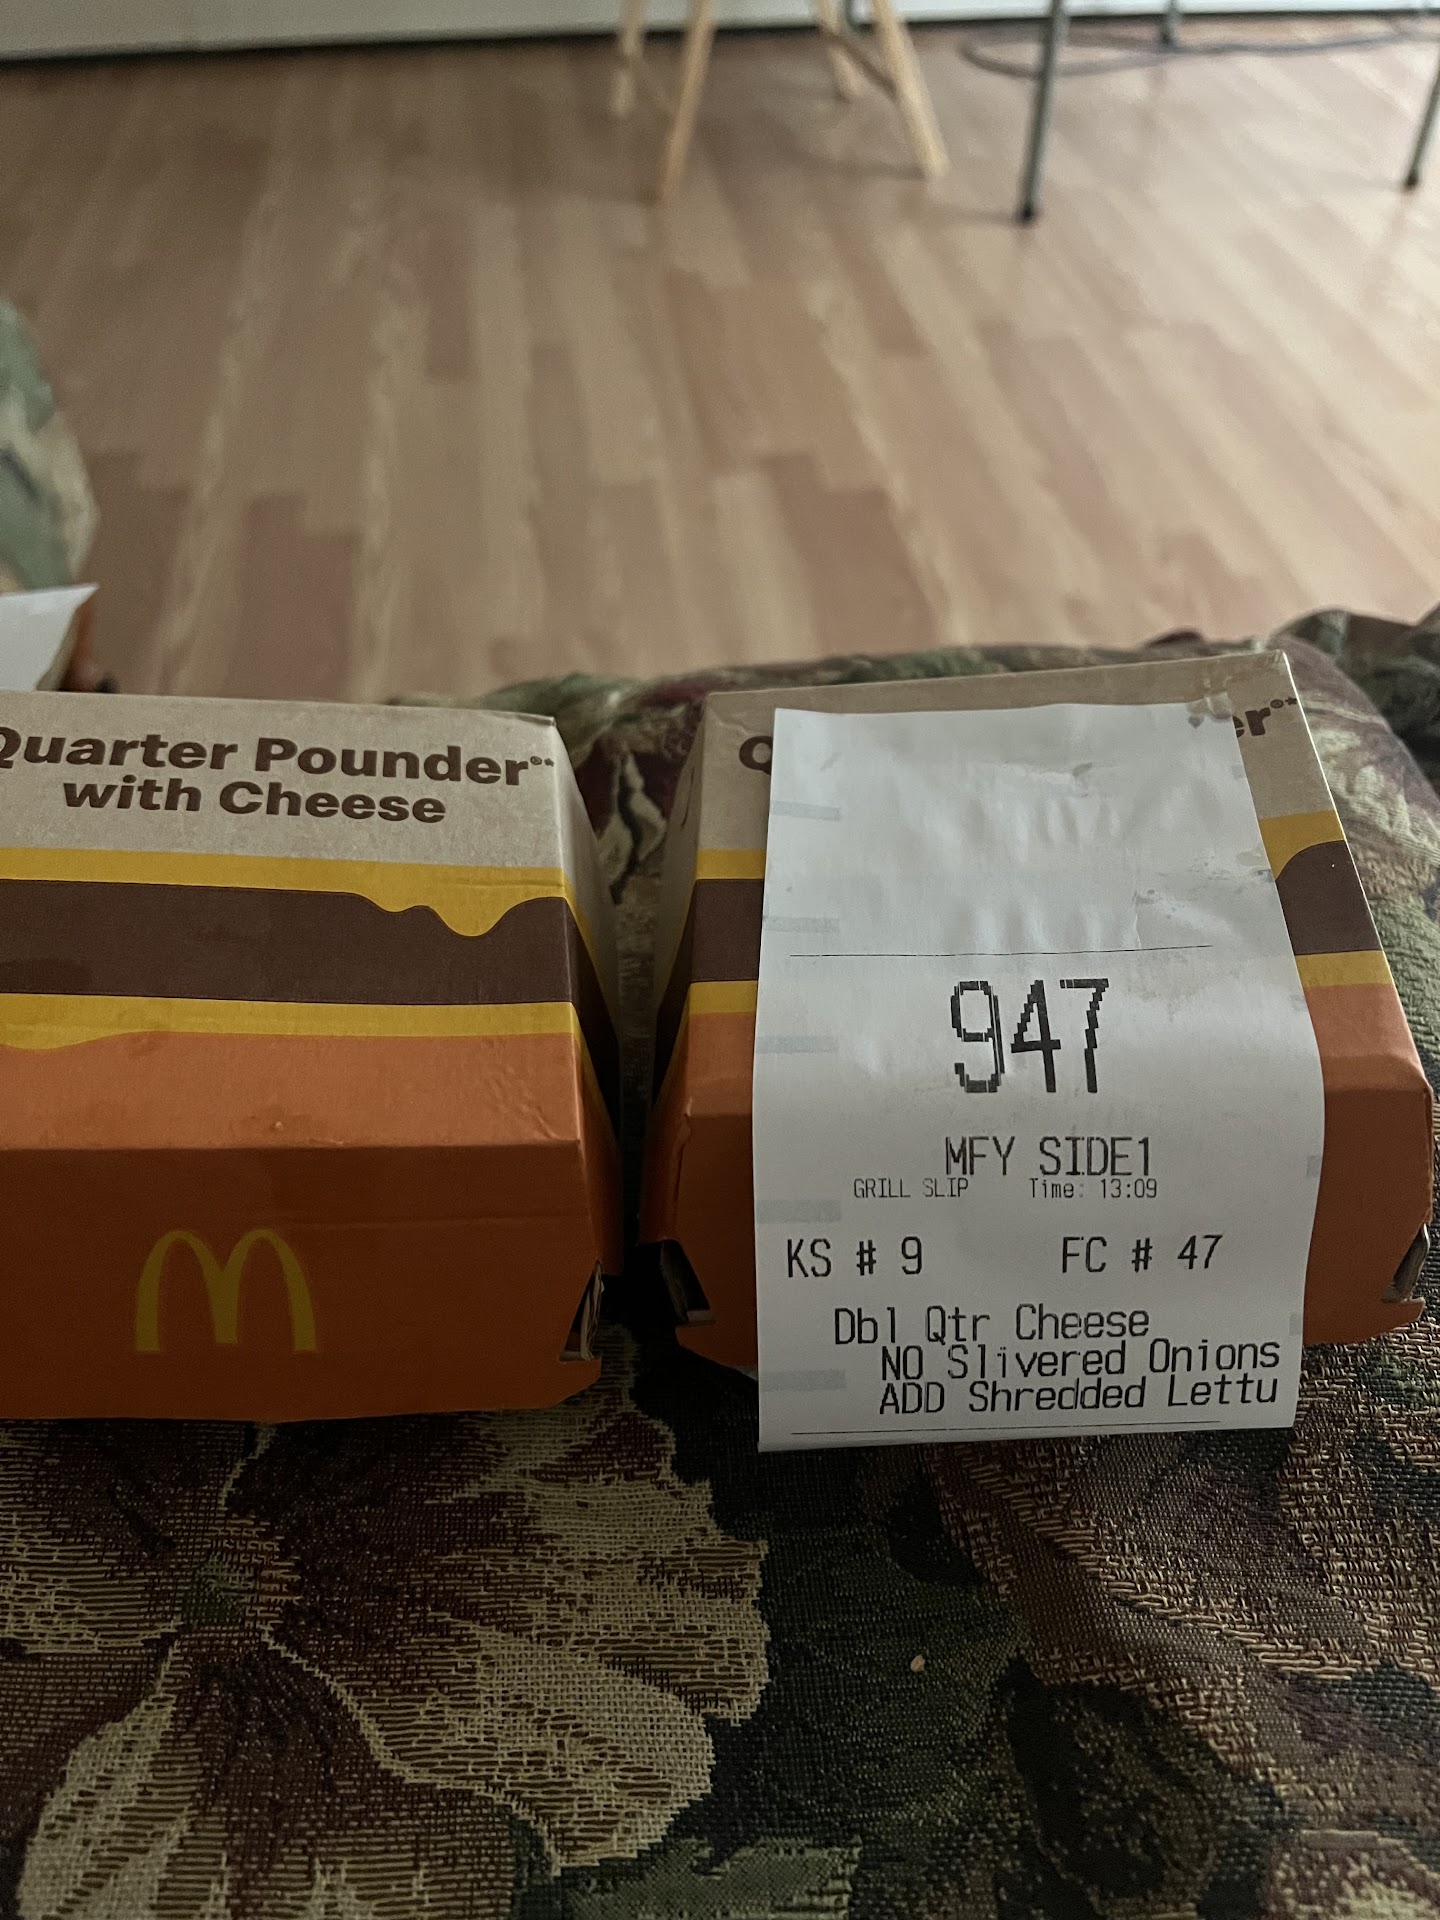 Quarter Pounder®*
with Cheese
947
MFY SIDE1
GRILL SLIP Time: 13:09
KS # 9 FC # 47
Dbl Qtr Cheese
NO Slivered Onions
ADD Shredded Lettu